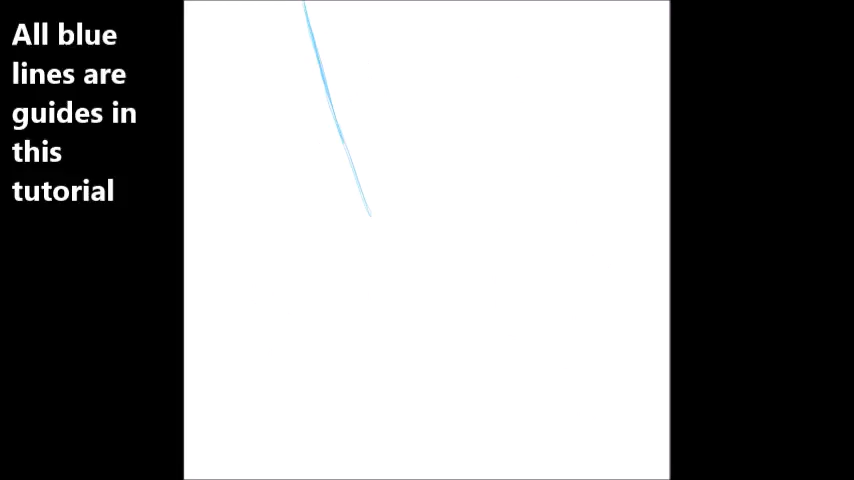 All blue
lines are
guides in
this
tutorial